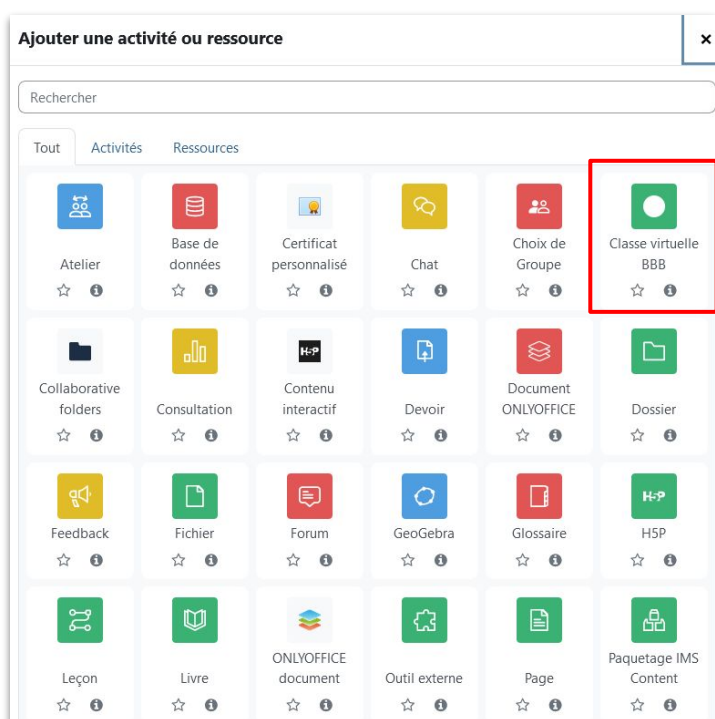 Ajouter une activité ou ressource ×
Rechercher
Tout Activités Ressources
Atelier
Base de
données
Certificat
personnalisé
Chat
Choix de
Groupe
Classe virtuelle
BBB
Collaborative
folders
Consultation
H5P
Contenu
interactif
Devoir
Document
ONLYOFFICE
Dossier
Feedback
Fichier
Forum
GeoGebra
Glossaire
H5P
H5P
Leçon
Livre
ONLYOFFICE
document
Outil externe
Page
Paquetage IMS
Content